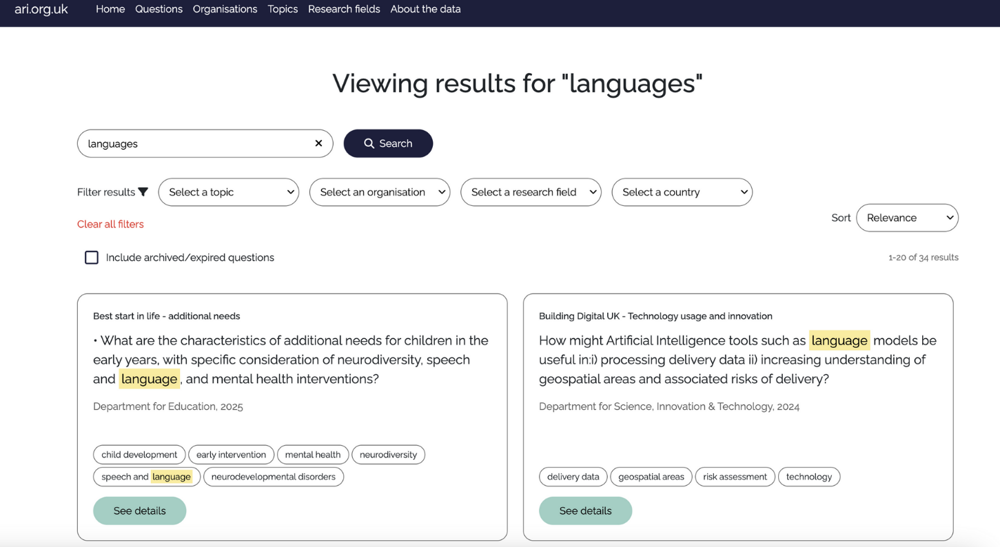 ari.org.uk Home Questions Organisations Topics Research fields About the data
Viewing results for "languages"
languages
Search
Filter results Select a topic Select an organisation Select a research field Select a country
Clear all filters
Sort Relevance
Include archived/expired questions
1-20 of 34 results
Best start in life - additional needs
• What are the characteristics of additional needs for children in the
early years, with specific consideration of neurodiversity, speech
and language, and mental health interventions?
Department for Education, 2025
child development early intervention mental health neurodiversity
speech and language neurodevelopmental disorders
See details
Building Digital UK - Technology usage and innovation
How might Artificial Intelligence tools such as language models be
useful in:i) processing delivery data ii) increasing understanding of
geospatial areas and associated risks of delivery?
Department for Science, Innovation & Technology, 2024
delivery data geospatial areas risk assessment technology
See details